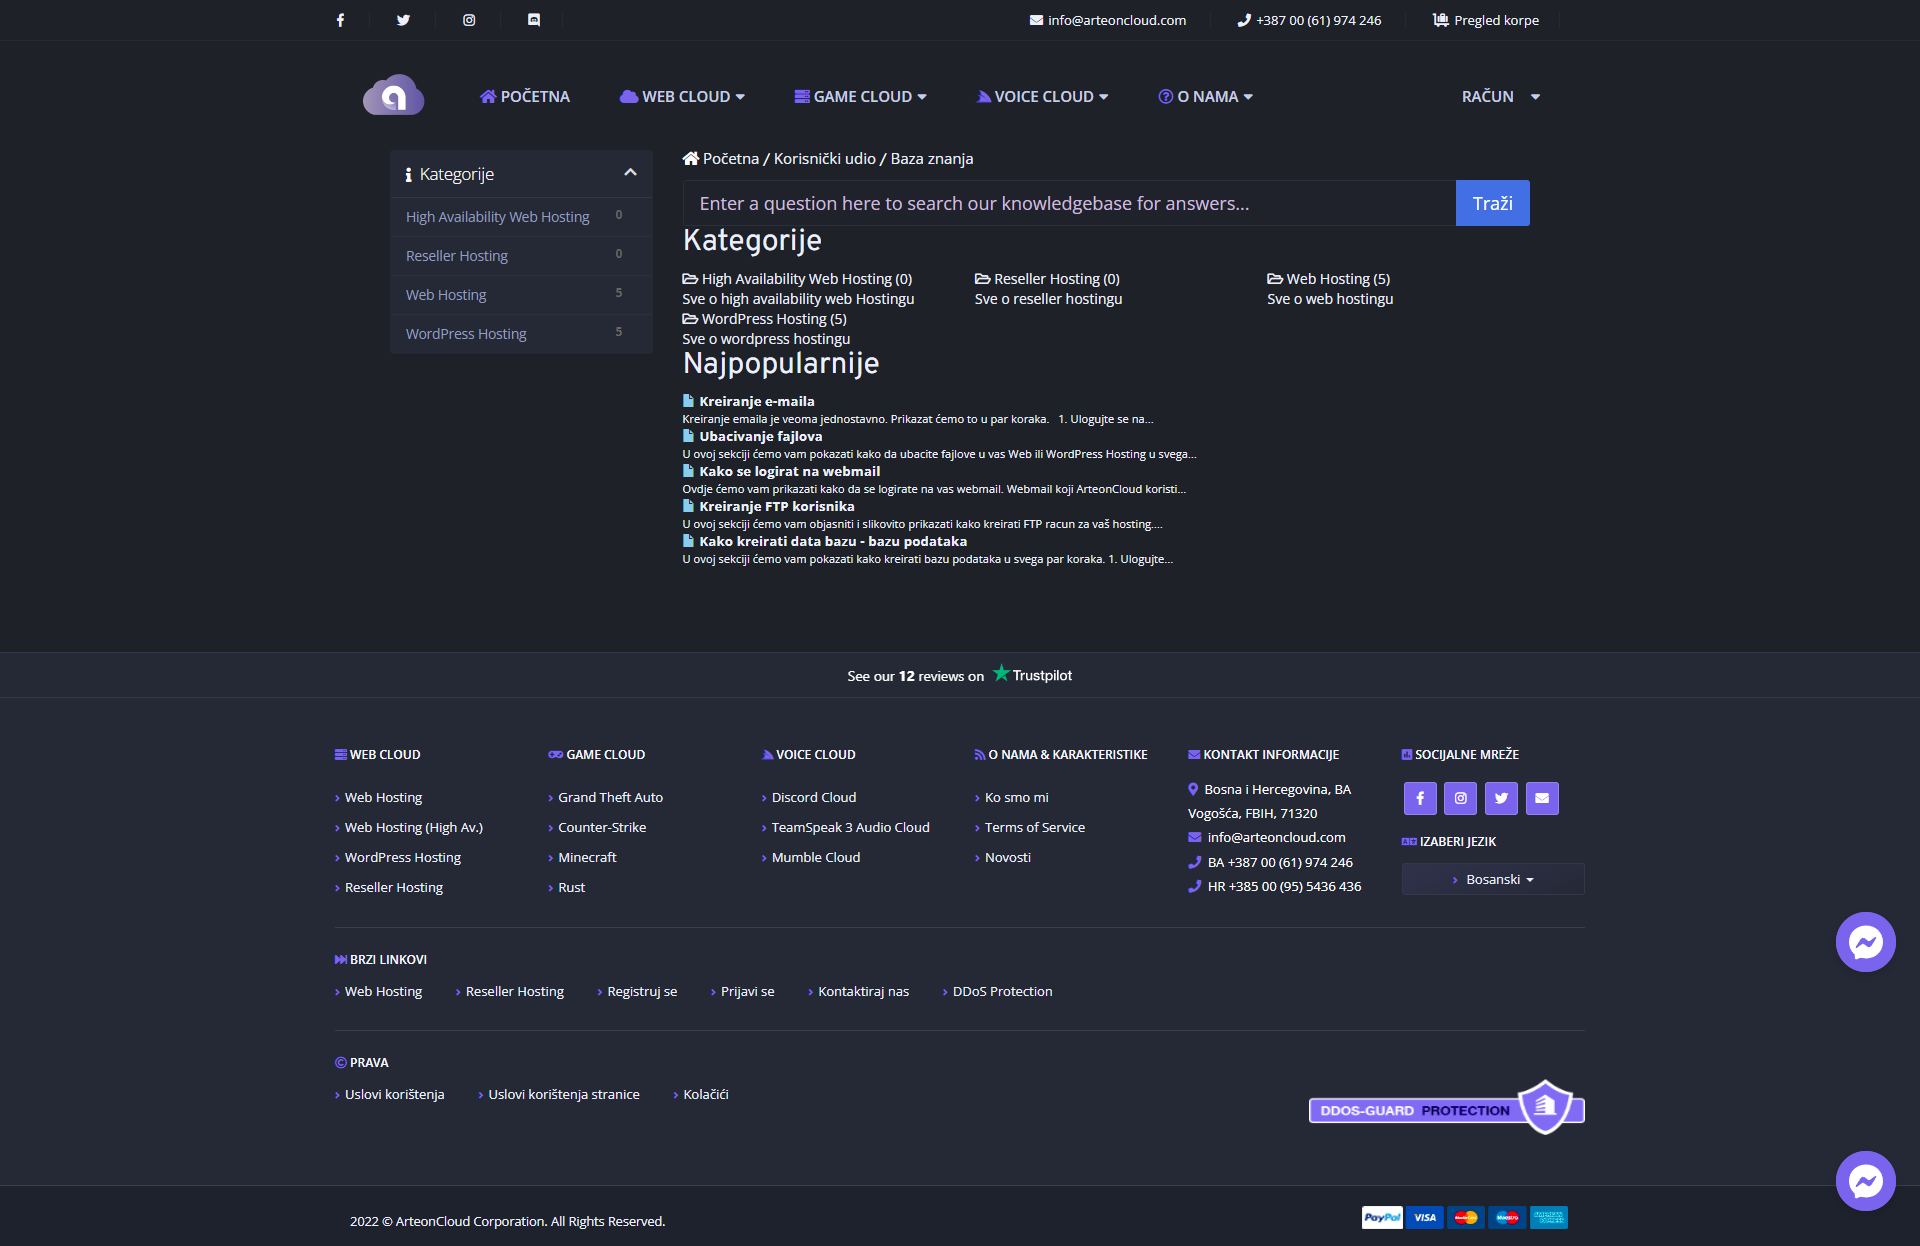 info@arteoncloud.com
+387 00 (61) 974 246
Pregled korpe
POČETNA
WEB CLOUD
GAME CLOUD
VOICE CLOUD
O NAMA
RAČUN
Kategorije
High Availability Web Hosting 0
Reseller Hosting 0
Web Hosting 5
WordPress Hosting 5
Početna / Korisnički udio / Baza znanja
Enter a question here to search our knowledgebase for answers...
Traži
Kategorije
High Availability Web Hosting (0)
Sve o high availability web Hostingu
Reseller Hosting (0)
Sve o reseller hostingu
Web Hosting (5)
Sve o web hostingu
WordPress Hosting (5)
Sve o wordpress hostingu
Najpopularnije
Kreiranje e-maila
Kreiranje emaila je veoma jednostavno. Prikazat ćemo to u par koraka.   1. Ulogujte se na...
Ubacivanje fajlova
U ovoj sekciji ćemo vam pokazati kako da ubacite fajlove u vas Web ili WordPress Hosting u svega...
Kako se logirat na webmail
Ovdje ćemo vam prikazati kako da se logirate na vas webmail. Webmail koji ArteonCloud koristi...
Kreiranje FTP korisnika
U ovoj sekciji ćemo vam objasniti i slikovito prikazati kako kreirati FTP racun za vaš hosting....
Kako kreirati data bazu - bazu podataka
U ovoj sekciji ćemo vam pokazati kako kreirati bazu podataka u svega par koraka. 1. Ulogujte...
See our 12 reviews on Trustpilot
WEB CLOUD
Web Hosting
Web Hosting (High Av.)
WordPress Hosting
Reseller Hosting
GAME CLOUD
Grand Theft Auto
Counter-Strike
Minecraft
Rust
VOICE CLOUD
Discord Cloud
TeamSpeak 3 Audio Cloud
Mumble Cloud
O NAMA & KARAKTERISTIKE
Ko smo mi
Terms of Service
Novosti
KONTAKT INFORMACIJE
Bosna i Hercegovina, BA
Vogošća, FBIH, 71320
info@arteoncloud.com
BA +387 00 (61) 974 246
HR +385 00 (95) 5436 436
SOCIJALNE MREŽE
IZABERI JEZIK
Bosanski
BRZI LINKOVI
Web Hosting
Reseller Hosting
Registruj se
Prijavi se
Kontaktiraj nas
DDoS Protection
PRAVA
Uslovi korištenja
Uslovi korištenja stranice
Kolačići
DDOS-GUARD PROTECTION
2022 © ArteonCloud Corporation. All Rights Reserved.
PayPal
VISA
MasterCard
Maestro